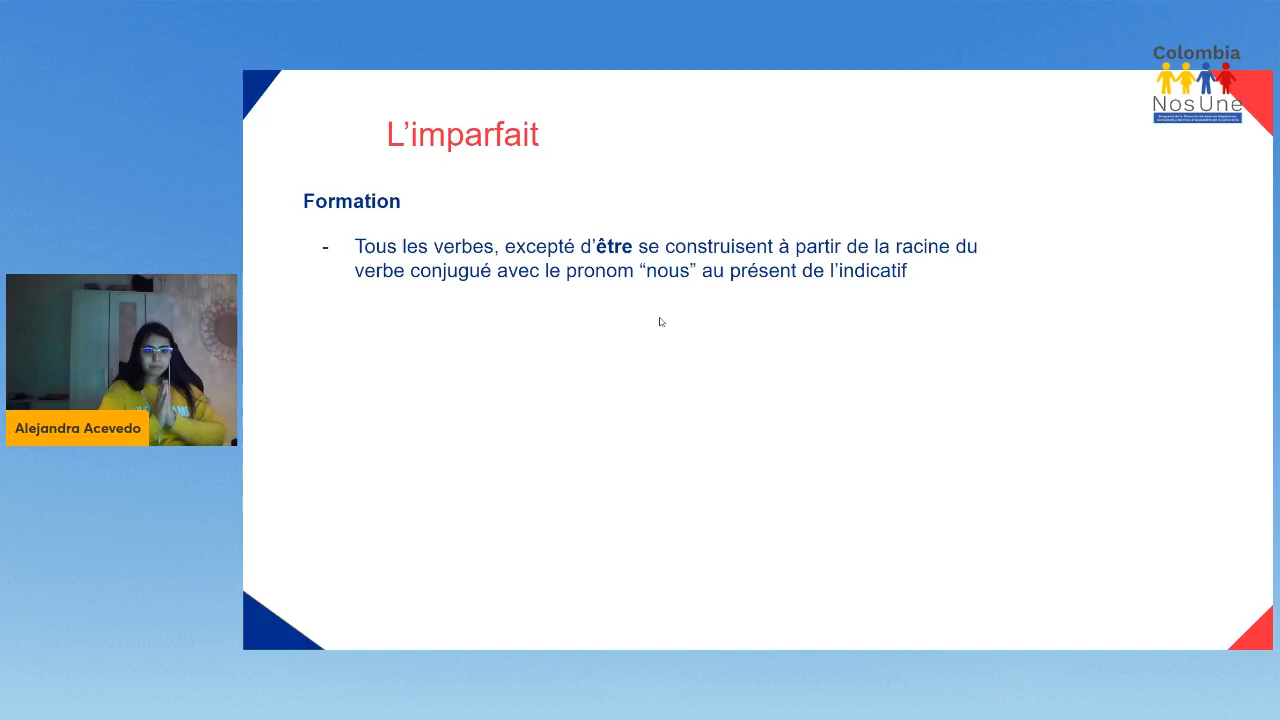 Colombia
NosUne
L’imparfait
Formation
- Tous les verbes, excepté d’être se construisent à partir de la racine du
verbe conjugué avec le pronom “nous” au présent de l’indicatif
Alejandra Acevedo